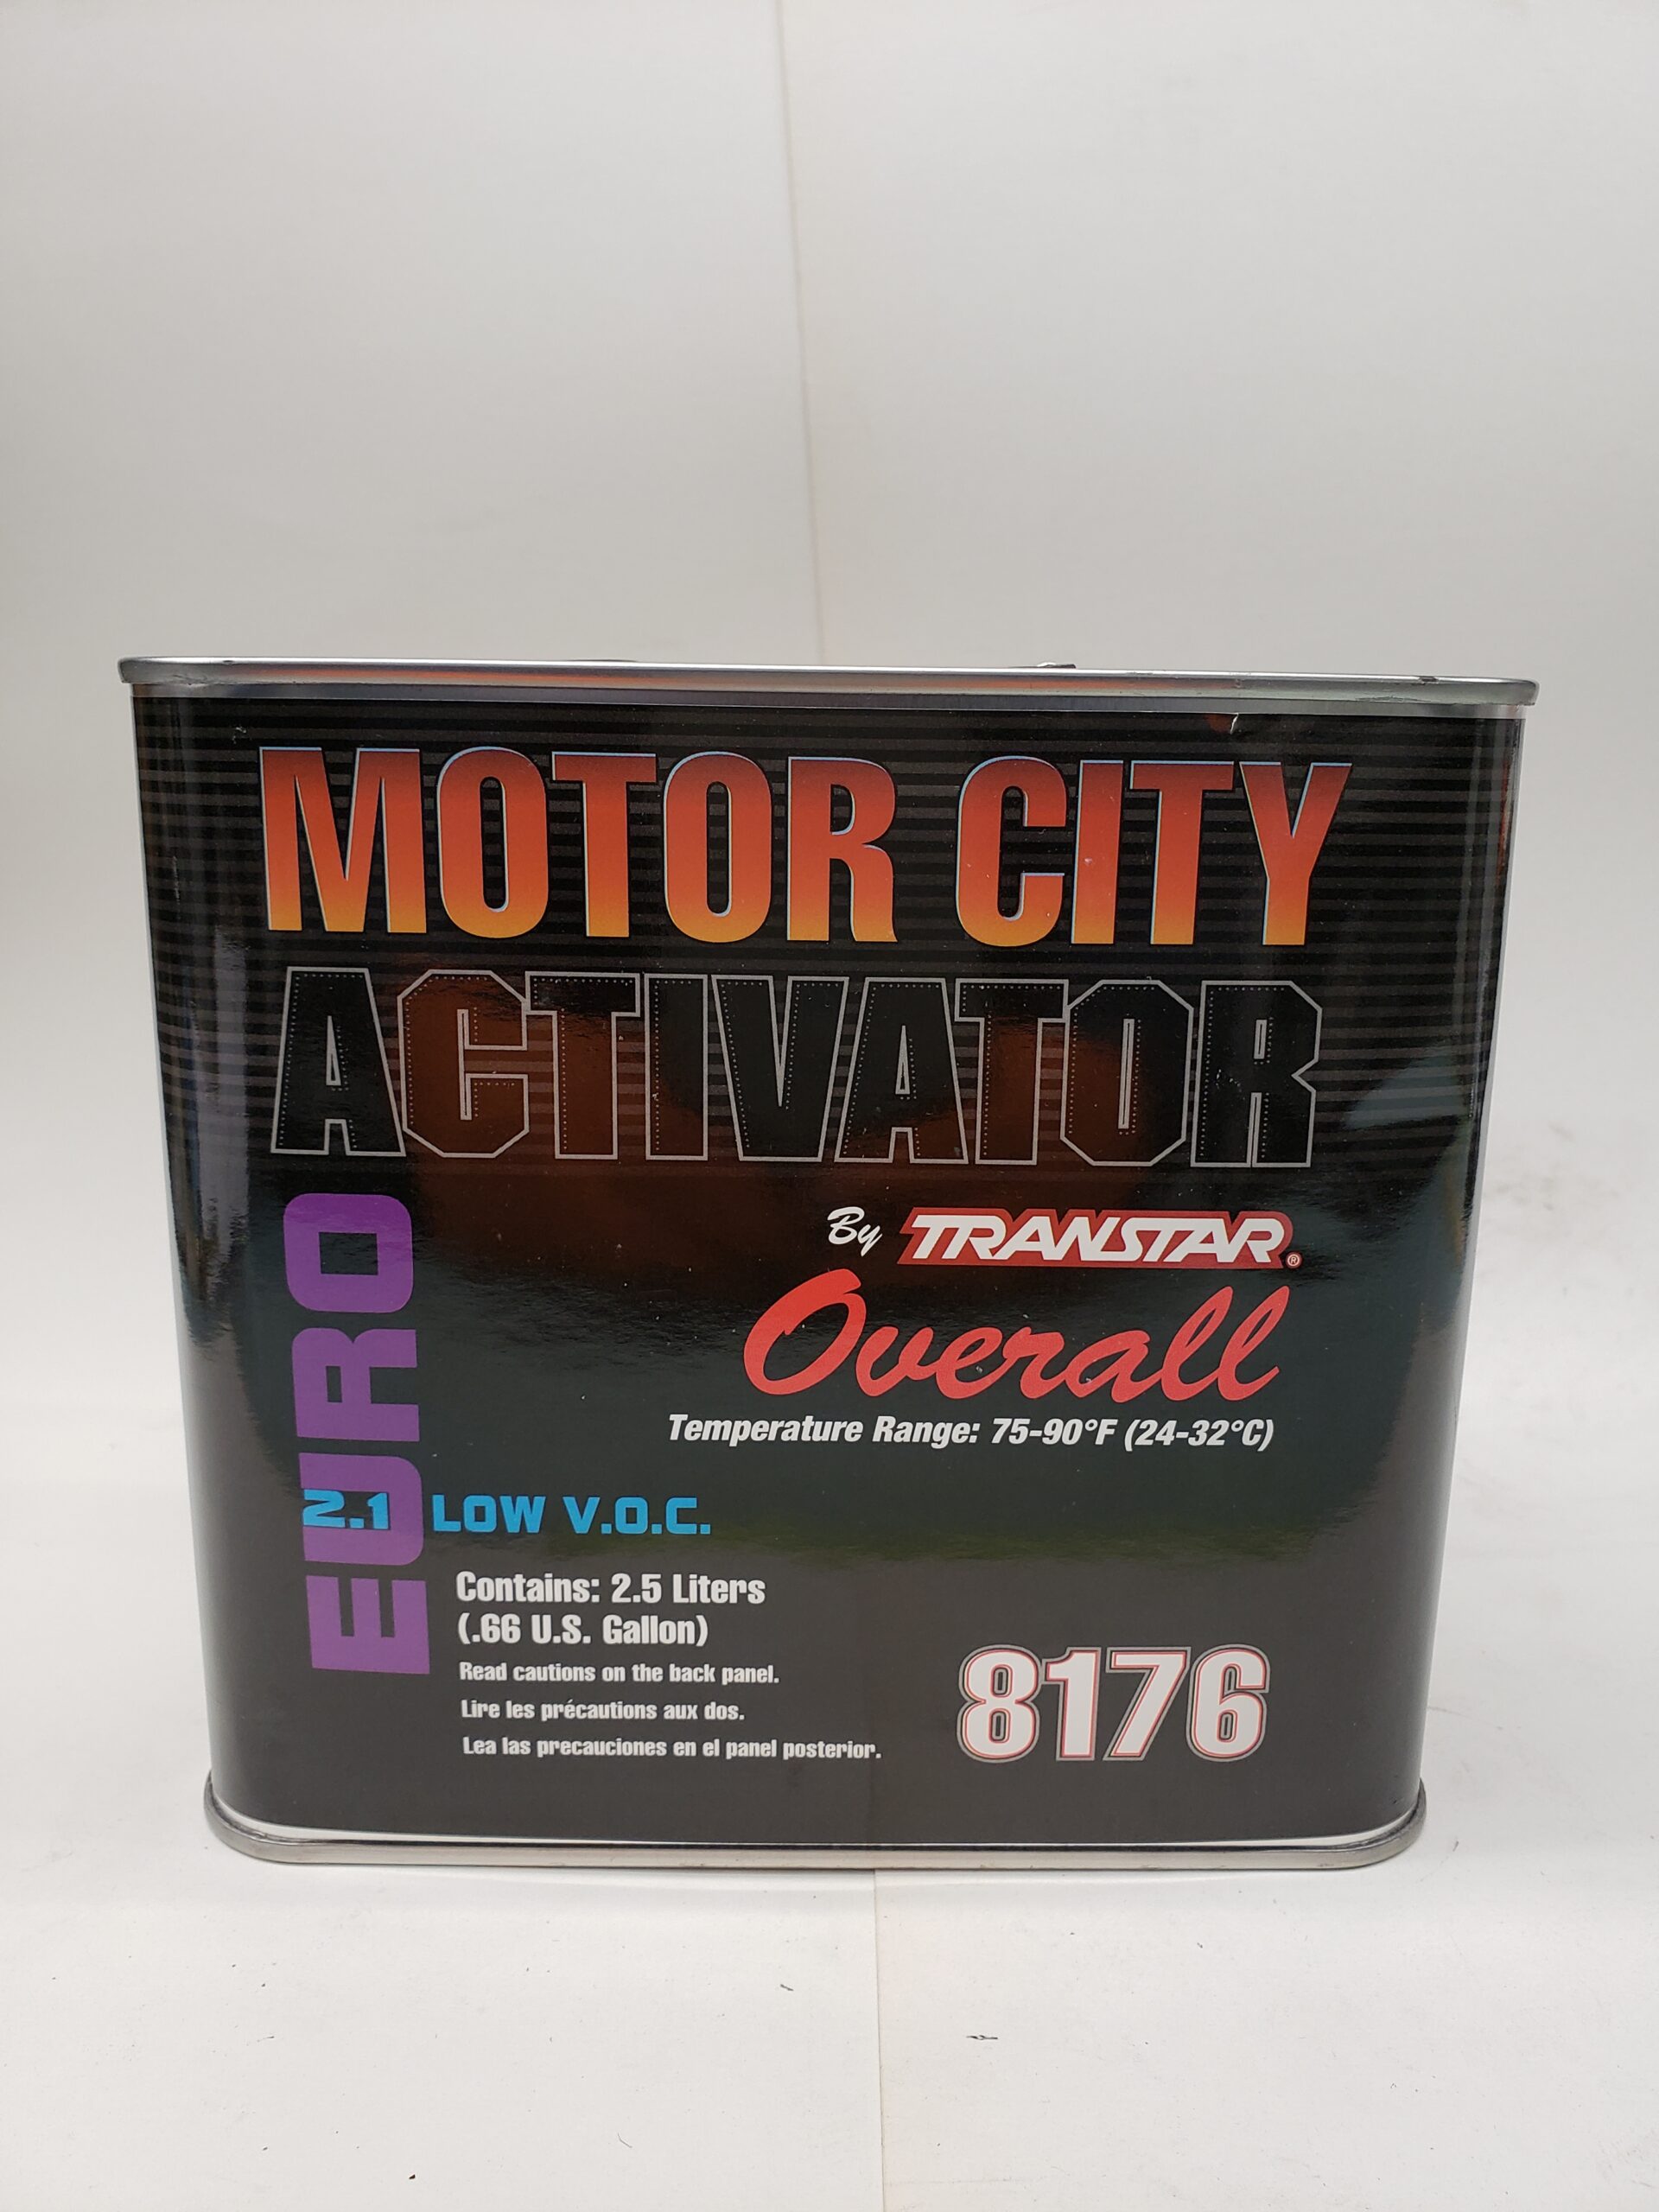 MOTOR CITY
ACTIVATOR
By TRANSTAR®
Overall
Temperature Range: 75-90°F (24-32°C)
EURO
2.1 LOW V.O.C.
Contains: 2.5 Liters
(.66 U.S. Gallon)
Read cautions on the back panel.
Lire les précautions aux dos.
Lea las precauciones en el panel posterior.
8176